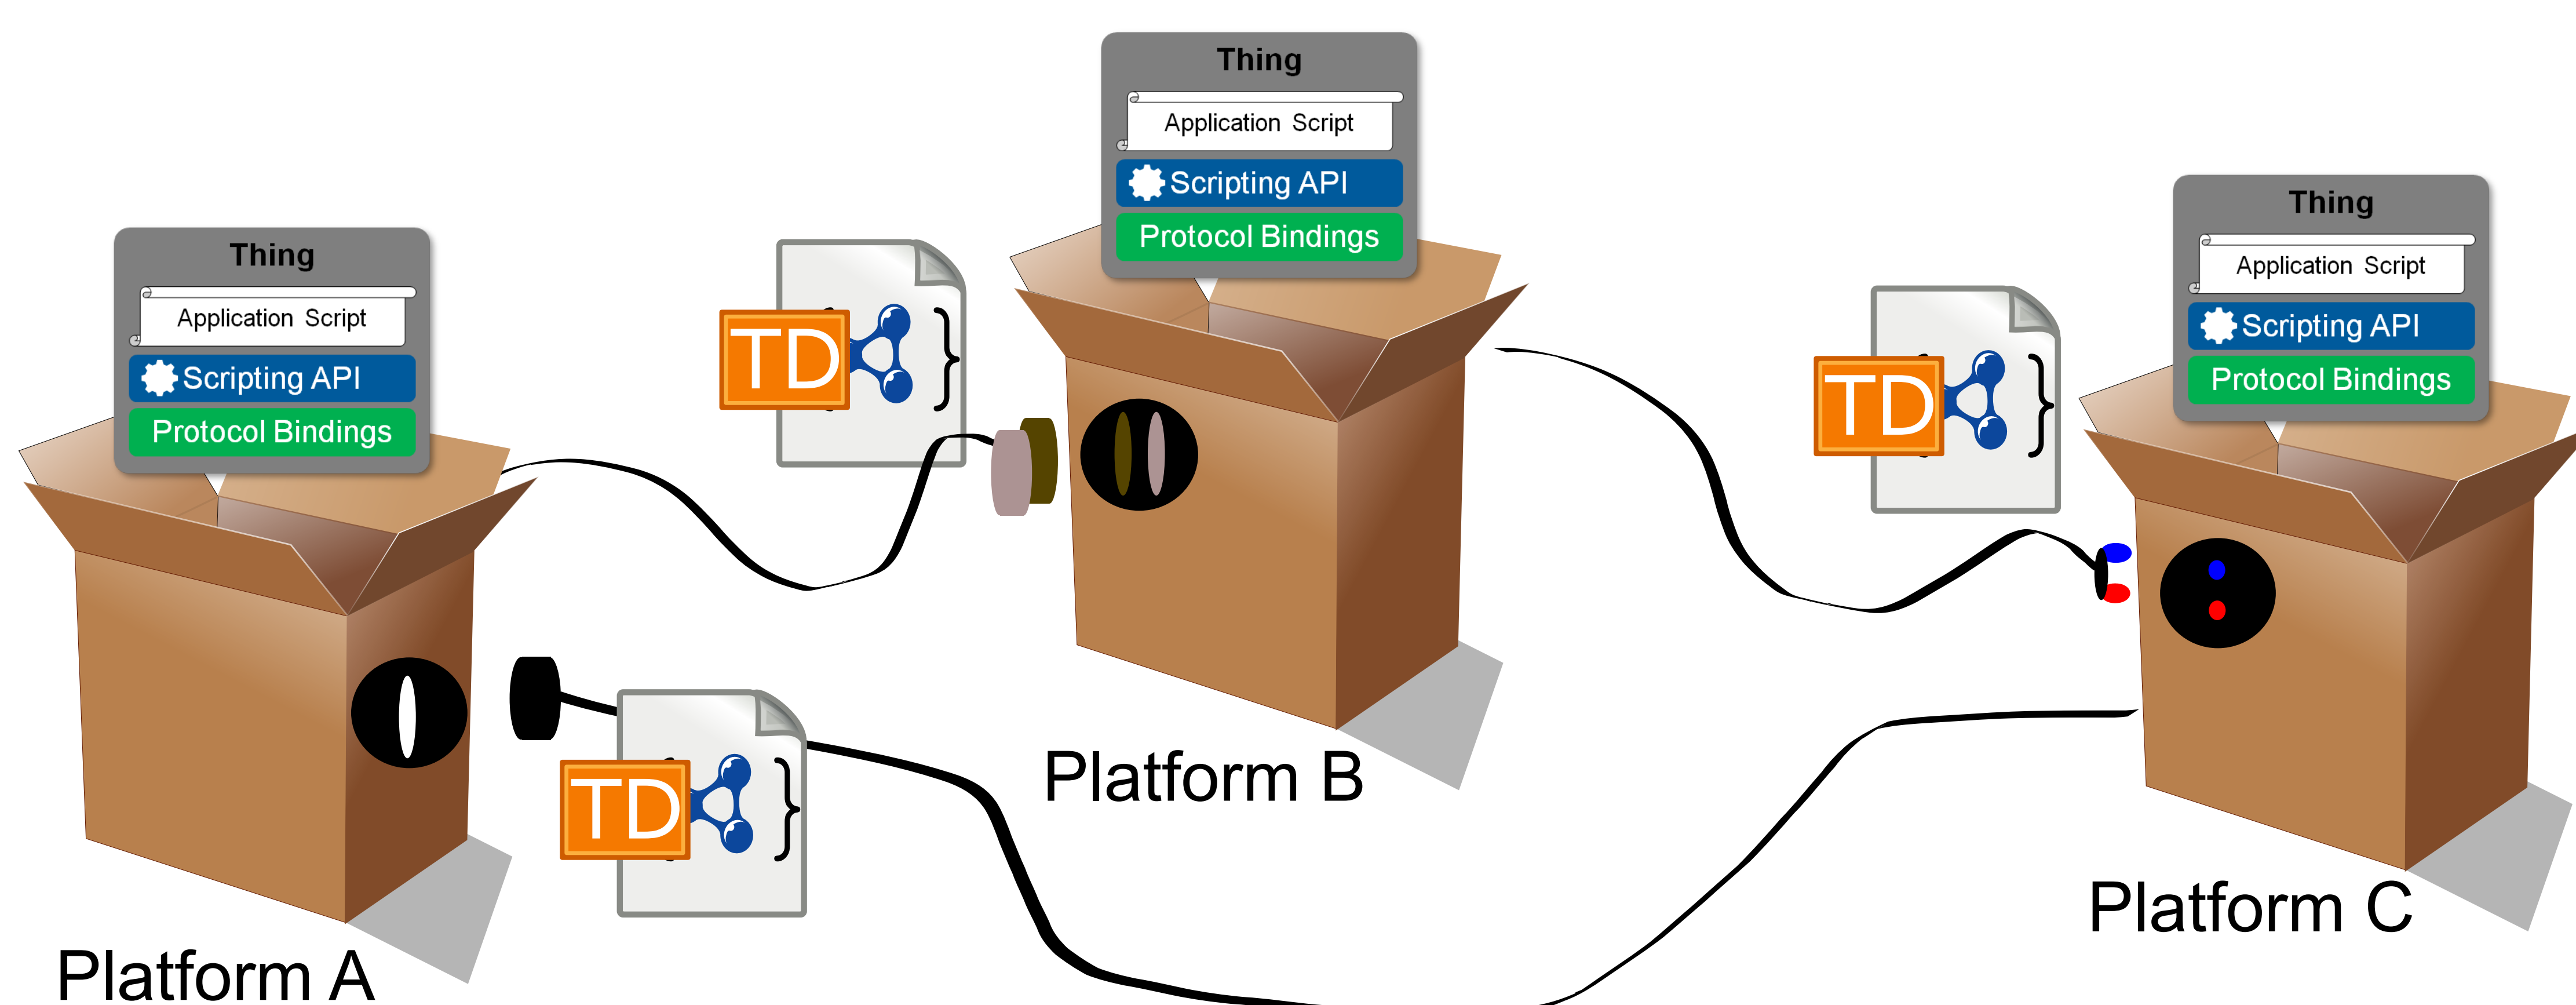 Thing
Application Script
Scripting API
Protocol Bindings
Thing
Application Script
Scripting API
Protocol Bindings
Thing
Application Script
Scripting API
Protocol Bindings
TD }
TD }
TD }
Platform B
Platform C
Platform A